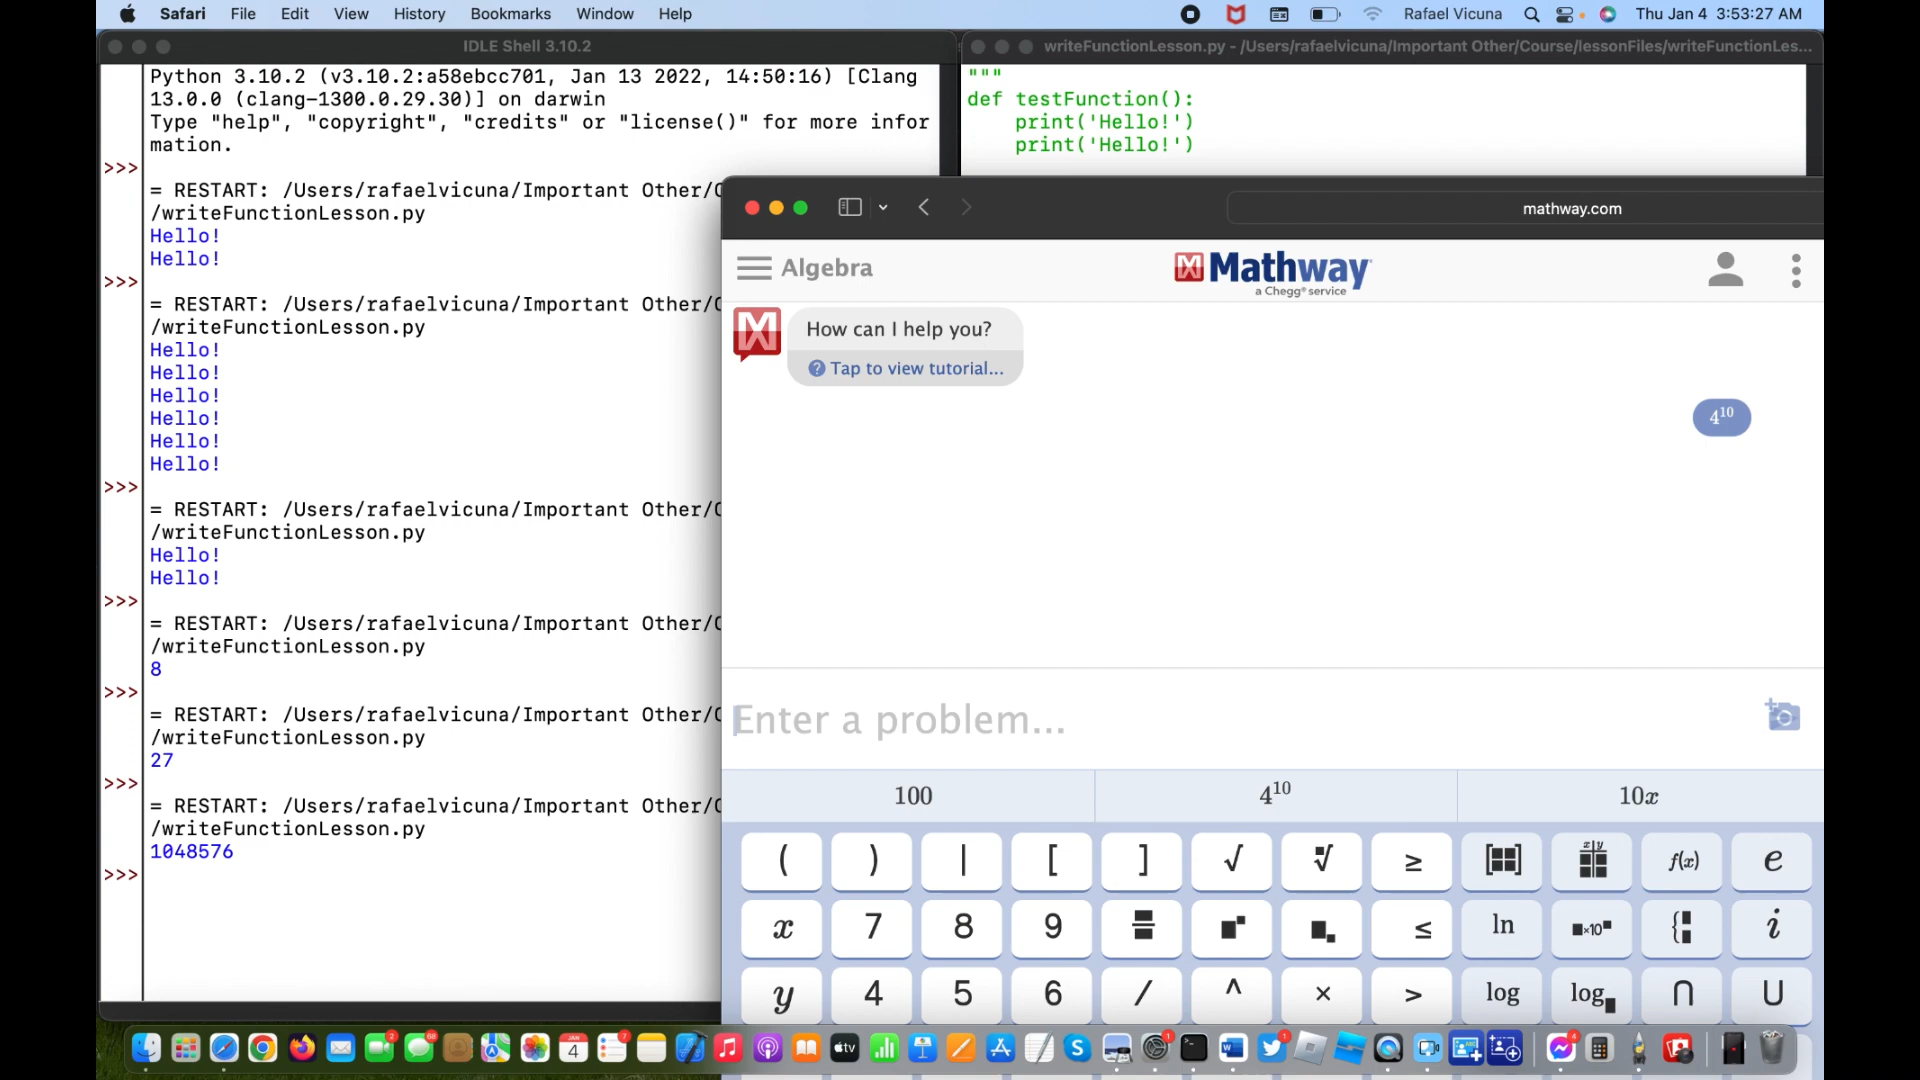 Safari File Edit View History Bookmarks Window Help Rafael Vicuna Thu Jan 4 3:53:27 AM
IDLE Shell 3.10.2
Python 3.10.2 (v3.10.2:a58ebcc701, Jan 13 2022, 14:50:16) [Clang
13.0.0 (clang-1300.0.29.30)] on darwin
Type "help", "copyright", "credits" or "license()" for more infor
mation.
>>>
= RESTART: /Users/rafaelvicuna/Important Other/C
/writeFunctionLesson.py
Hello!
Hello!
>>>
= RESTART: /Users/rafaelvicuna/Important Other/C
/writeFunctionLesson.py
Hello!
Hello!
Hello!
Hello!
Hello!
Hello!
>>>
= RESTART: /Users/rafaelvicuna/Important Other/C
/writeFunctionLesson.py
Hello!
Hello!
>>>
= RESTART: /Users/rafaelvicuna/Important Other/C
/writeFunctionLesson.py
8
>>>
= RESTART: /Users/rafaelvicuna/Important Other/C
/writeFunctionLesson.py
27
>>>
= RESTART: /Users/rafaelvicuna/Important Other/C
/writeFunctionLesson.py
1048576
>>>
writeFunctionLesson.py - /Users/rafaelvicuna/Important Other/Course/lessonFiles/writeFunctionLes...
"""
def testFunction():
    print('Hello!')
    print('Hello!')
mathway.com
Algebra
Mathway
a Chegg® service
How can I help you?
? Tap to view tutorial...
4¹⁰
Enter a problem...
100 4¹⁰ 10x
( ) | [ ] √ √ ≥ f(x) e
x 7 8 9 ≤ ln ×10 { i
y 4 5 6 / ^ × > log log ∩ U